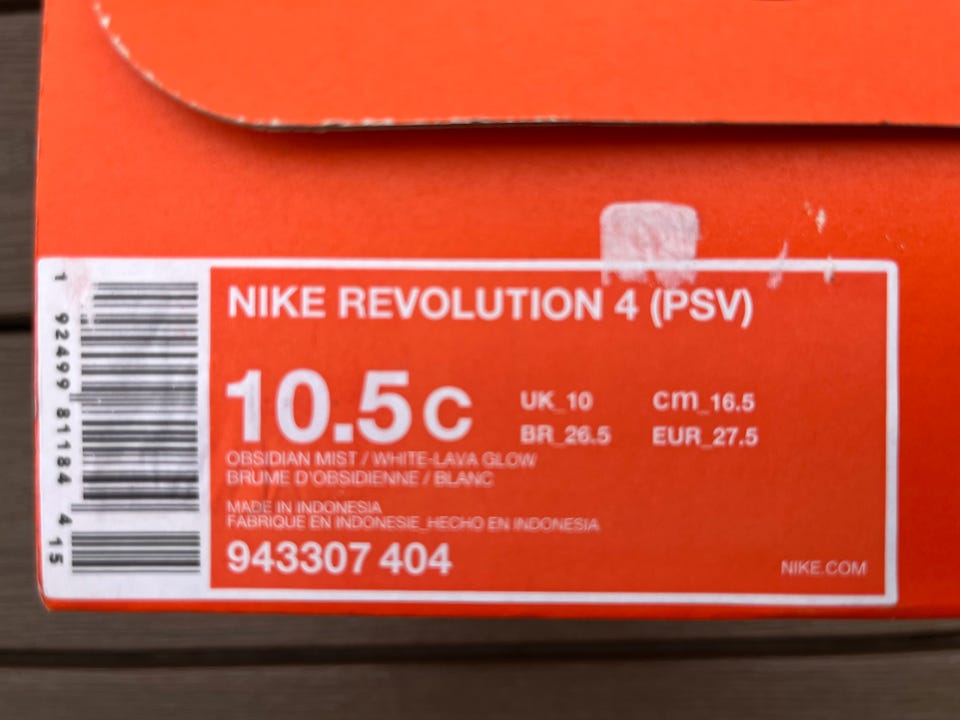 NIKE REVOLUTION 4 (PSV)
10.5C
UK_10 cm_16.5
BR_26.5 EUR_27.5
OBSIDIAN MIST / WHITE-LAVA GLOW
BRUME D'OBSIDIENNE / BLANC
MADE IN INDONESIA
FABRIQUE EN INDONESIE_HECHO EN INDONESIA
943307 404
NIKE.COM
1 92499 81184 4 15